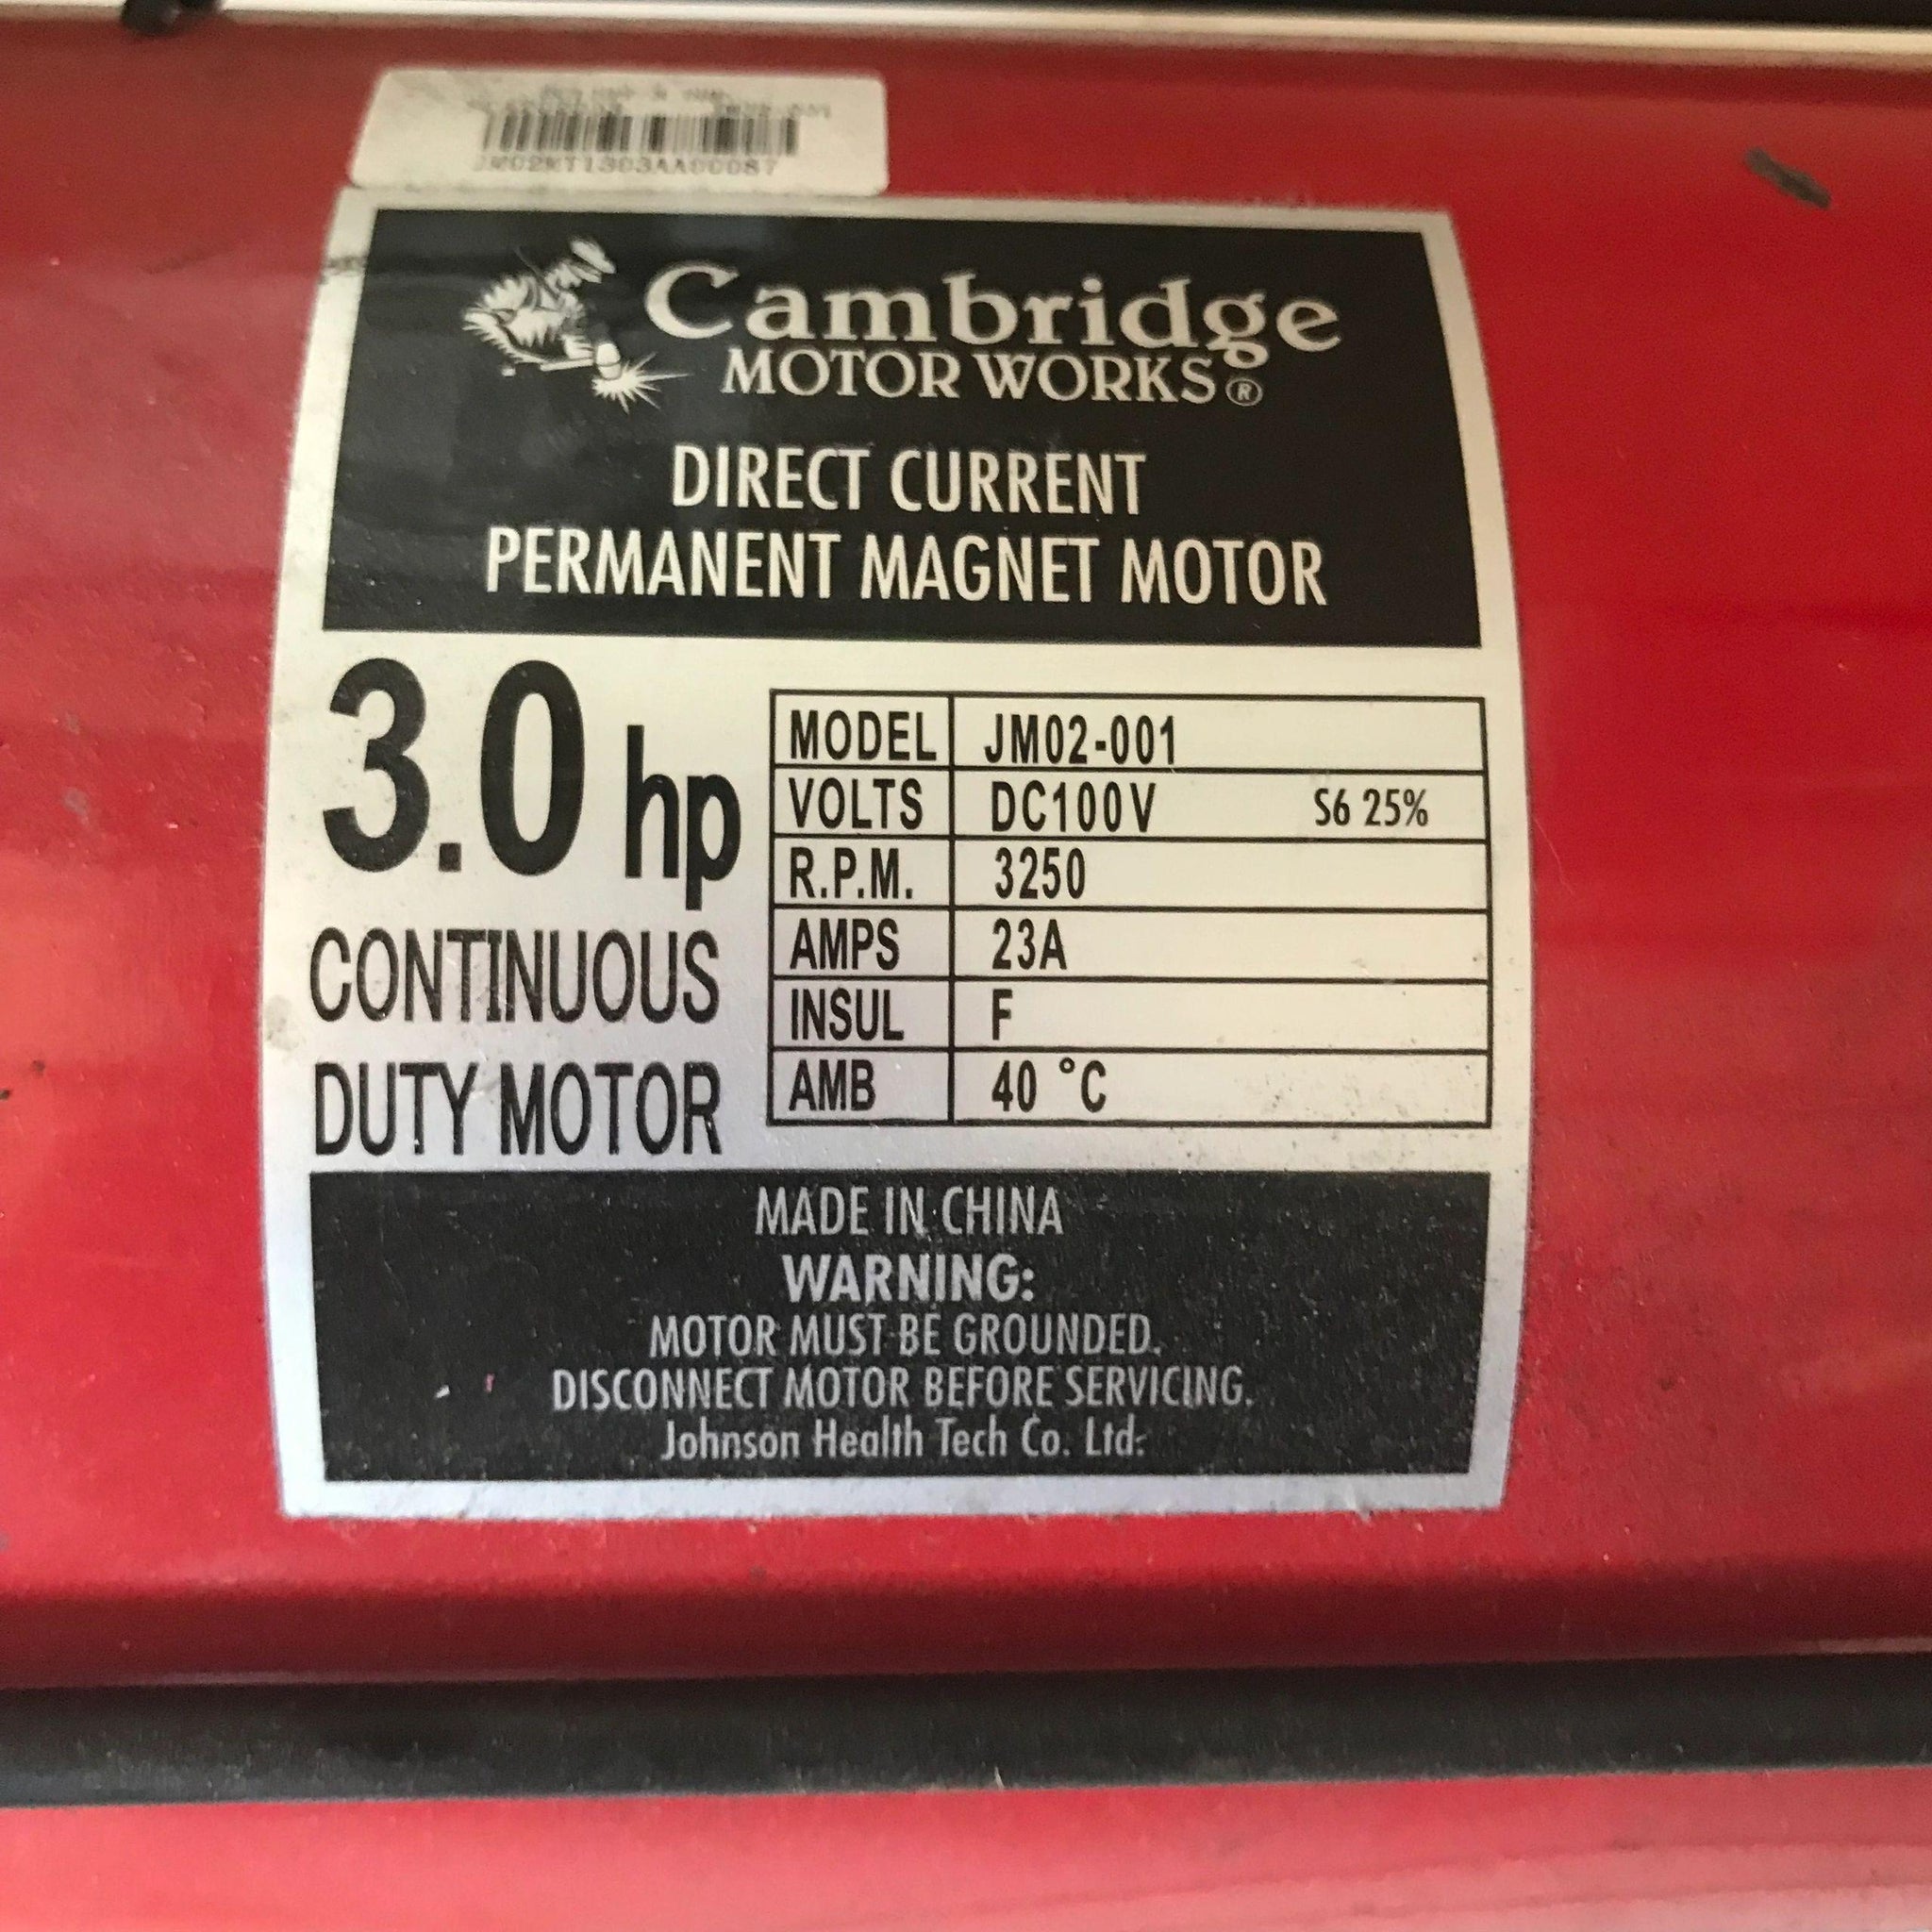 JM02MT1303AA00087
Cambridge
MOTOR WORKS®
DIRECT CURRENT
PERMANENT MAGNET MOTOR
3.0 hp
CONTINUOUS
DUTY MOTOR
MODEL JM02-001
VOLTS DC100V S6 25%
R.P.M. 3250
AMPS 23A
INSUL F
AMB 40 °C
MADE IN CHINA
WARNING:
MOTOR MUST BE GROUNDED.
DISCONNECT MOTOR BEFORE SERVICING.
Johnson Health Tech Co. Ltd.